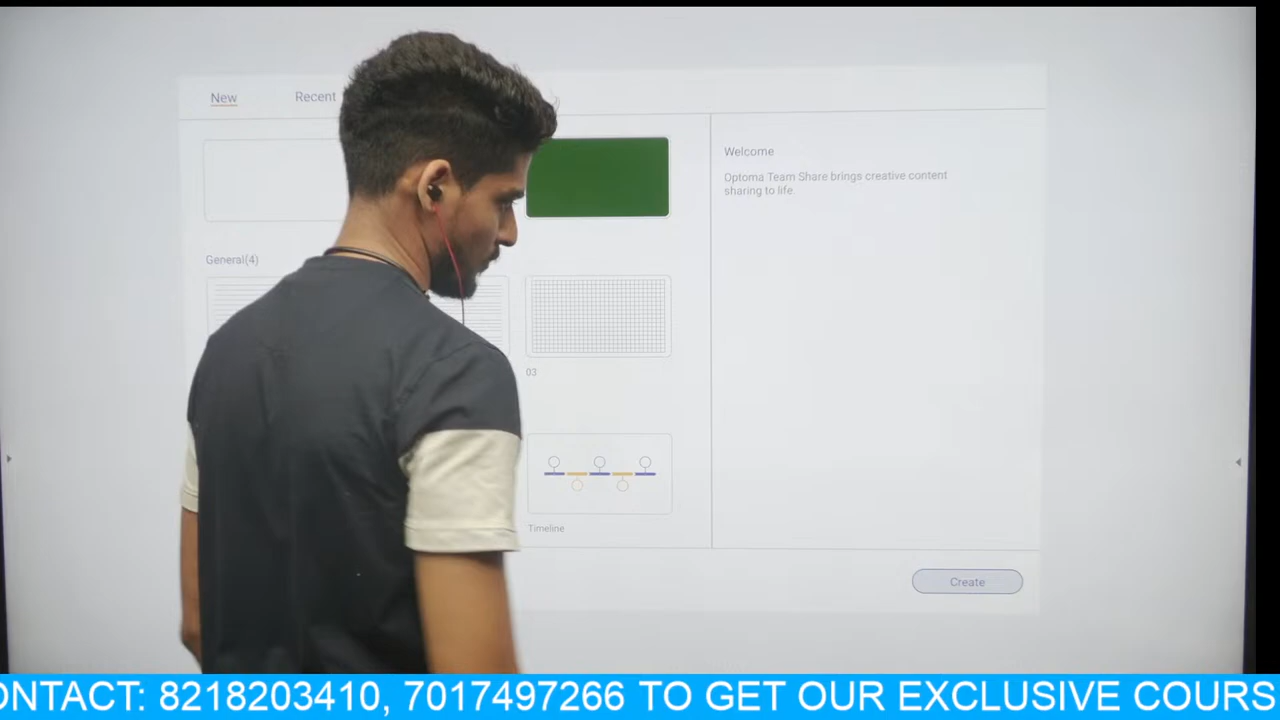 New Recent
Welcome
Optoma Team Share brings creative content
sharing to life.
General(4)
03
Timeline
Create
ONTACT: 8218203410, 7017497266 TO GET OUR EXCLUSIVE COURS